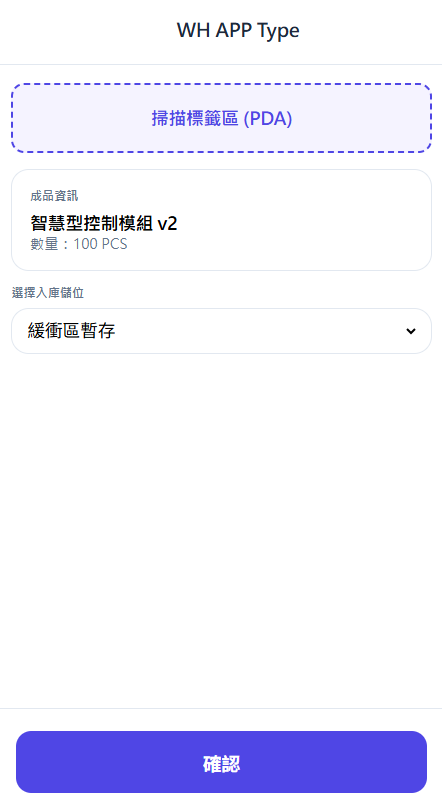 WH APP Type
掃描標籤區 (PDA)
成品資訊
智慧型控制模組 v2
數量：100 PCS
選擇入庫儲位
緩衝區暫存
確認